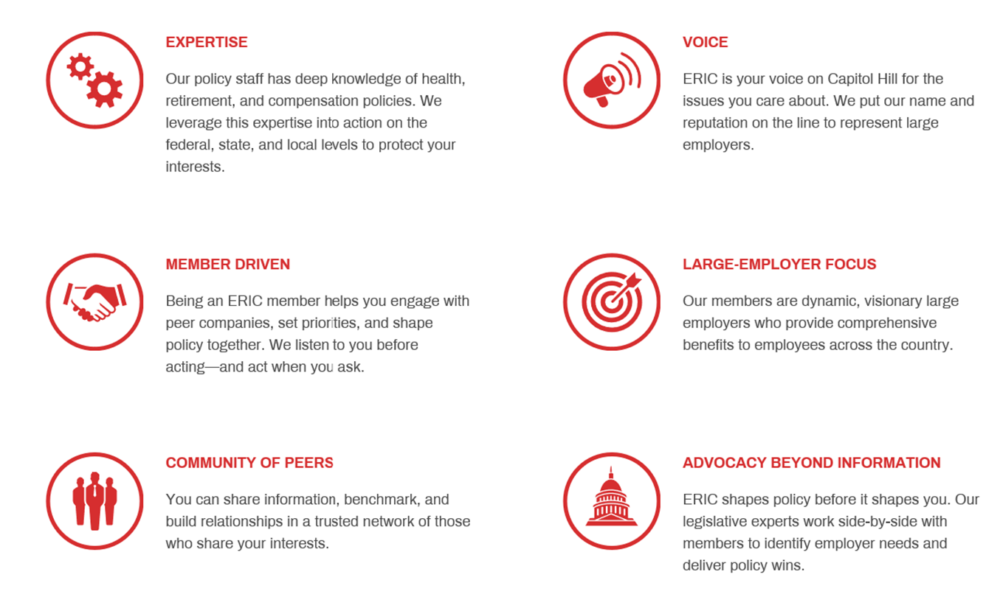 EXPERTISE
Our policy staff has deep knowledge of health,
retirement, and compensation policies. We
leverage this expertise into action on the
federal, state, and local levels to protect your
interests.
VOICE
ERIC is your voice on Capitol Hill for the
issues you care about. We put our name and
reputation on the line to represent large
employers.
MEMBER DRIVEN
Being an ERIC member helps you engage with
peer companies, set priorities, and shape
policy together. We listen to you before
acting—and act when you ask.
LARGE-EMPLOYER FOCUS
Our members are dynamic, visionary large
employers who provide comprehensive
benefits to employees across the country.
COMMUNITY OF PEERS
You can share information, benchmark, and
build relationships in a trusted network of those
who share your interests.
ADVOCACY BEYOND INFORMATION
ERIC shapes policy before it shapes you. Our
legislative experts work side-by-side with
members to identify employer needs and
deliver policy wins.